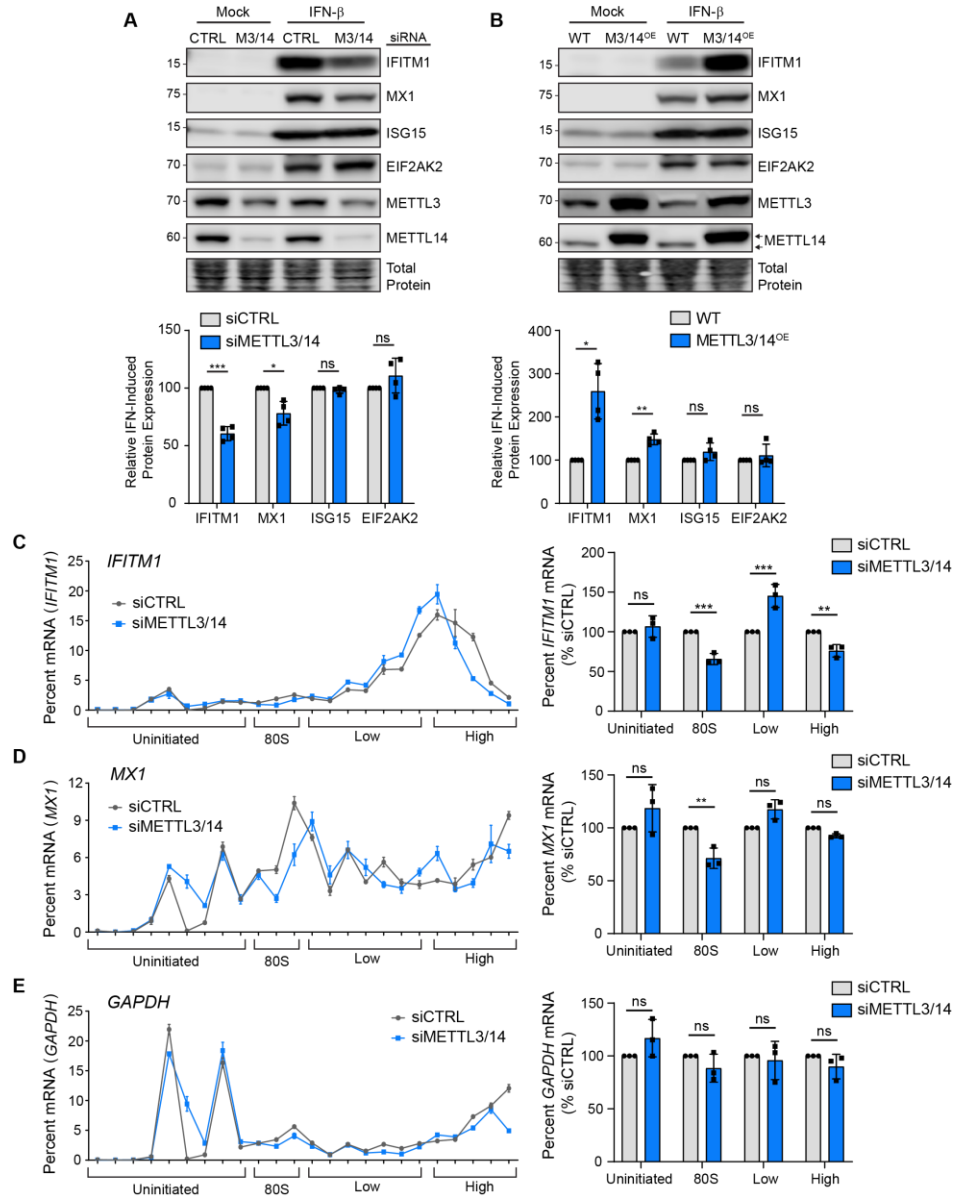 A
Mock IFN-β
CTRL M3/14 CTRL M3/14 siRNA
15 IFITM1
75 MX1
15 ISG15
70 EIF2AK2
70 METTL3
60 METTL14
Total
Protein
siCTRL
siMETTL3/14
Relative IFN-Induced
Protein Expression
150
100
50
0
*** * ns ns
IFITM1 MX1 ISG15 EIF2AK2
B
Mock IFN-β
WT M3/14OE WT M3/14OE
15 IFITM1
75 MX1
15 ISG15
70 EIF2AK2
70 METTL3
60 METTL14
Total
Protein
WT
METTL3/14OE
Relative IFN-Induced
Protein Expression
400
300
200
100
0
* ** ns ns
IFITM1 MX1 ISG15 EIF2AK2
C
IFITM1
siCTRL
siMETTL3/14
Percent mRNA (IFITM1)
25
20
15
10
5
0
Uninitiated 80S Low High
siCTRL
siMETTL3/14
Percent IFITM1 mRNA
(% siCTRL)
200
150
100
50
0
ns *** *** **
Uninitiated 80S Low High
D
MX1
siCTRL
siMETTL3/14
Percent mRNA (MX1)
12
9
6
3
0
Uninitiated 80S Low High
siCTRL
siMETTL3/14
Percent MX1 mRNA
(% siCTRL)
150
100
50
0
ns ** ns ns
Uninitiated 80S Low High
E
GAPDH
siCTRL
siMETTL3/14
Percent mRNA (GAPDH)
25
20
15
10
5
0
Uninitiated 80S Low High
siCTRL
siMETTL3/14
Percent GAPDH mRNA
(% siCTRL)
150
100
50
0
ns ns ns ns
Uninitiated 80S Low High